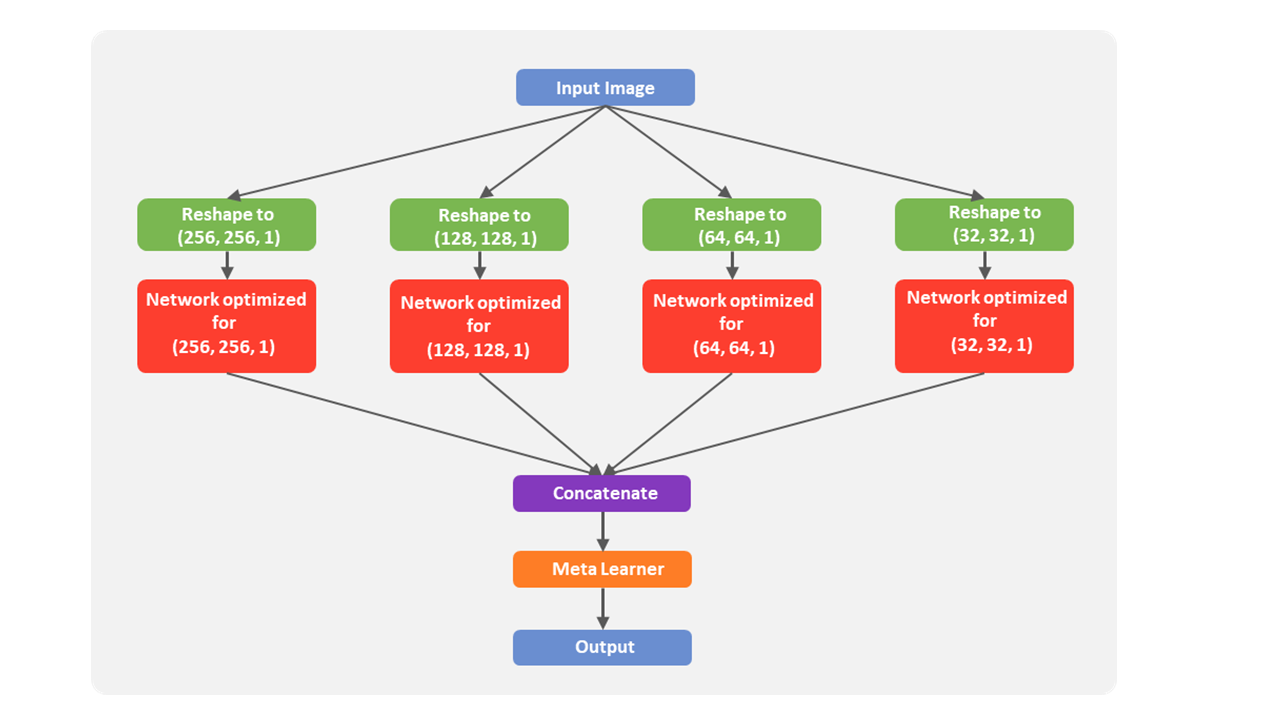 Input Image
Reshape to
(256, 256, 1)
Reshape to
(128, 128, 1)
Reshape to
(64, 64, 1)
Reshape to
(32, 32, 1)
Network optimized
for
(256, 256, 1)
Network optimized
for
(128, 128, 1)
Network optimized
for
(64, 64, 1)
Network optimized
for
(32, 32, 1)
Concatenate
Meta Learner
Output